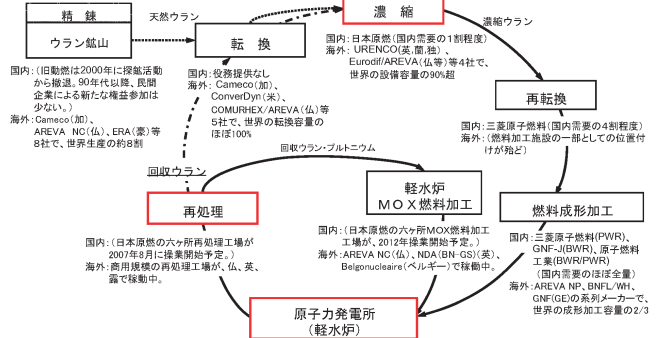 精　錬
ウラン鉱山
天然ウラン
転　換
濃　縮
濃縮ウラン
国内：（旧動燃は2000年に探鉱活動
から撤退。90年代以降、民間
企業による新たな権益参加は
少ない。）
海外：Cameco(加)、
AREVA NC(仏)、ERA(豪)等
8社で、世界生産の約8割
国内：役務提供なし
海外： Cameco(加)、
ConverDyn(米)、
COMURHEX/AREVA(仏)等
5社で、世界の転換容量の
ほぼ100%
国内：日本原燃（国内需要の1割程度）
海外： URENCO(英､蘭､独) 、
Eurodif/AREVA(仏等)等4社で、
世界の設備容量の90%超
再転換
国内：三菱原子燃料（国内需要の4割程度）
海外：（燃料加工施設の一部としての位置付
けが殆ど）
回収ウラン
回収ウラン・プルトニウム
再処理
国内：（日本原燃の六ヶ所再処理工場が
2007年8月に操業開始予定。）
海外：商用規模の再処理工場が、仏、英、
露で稼動中。
軽水炉
ＭＯＸ燃料加工
国内：（日本原燃の六ヶ所MOX燃料加工
工場が、2012年操業開始予定。）
海外：AREVA NC(仏)、NDA(BN-GS)(英)、
Belgonucleaire(ベルギー)で稼働中。
燃料成形加工
国内：三菱原子燃料(PWR)、
GNF-J(BWR)、原子燃料
工業(BWR/PWR)
（国内需要のほぼ全量）
海外：AREVA NP、BNFL/WH、
GNF(GE)の系列メーカーで、
世界の成形加工容量の2/3
原子力発電所
（軽水炉）